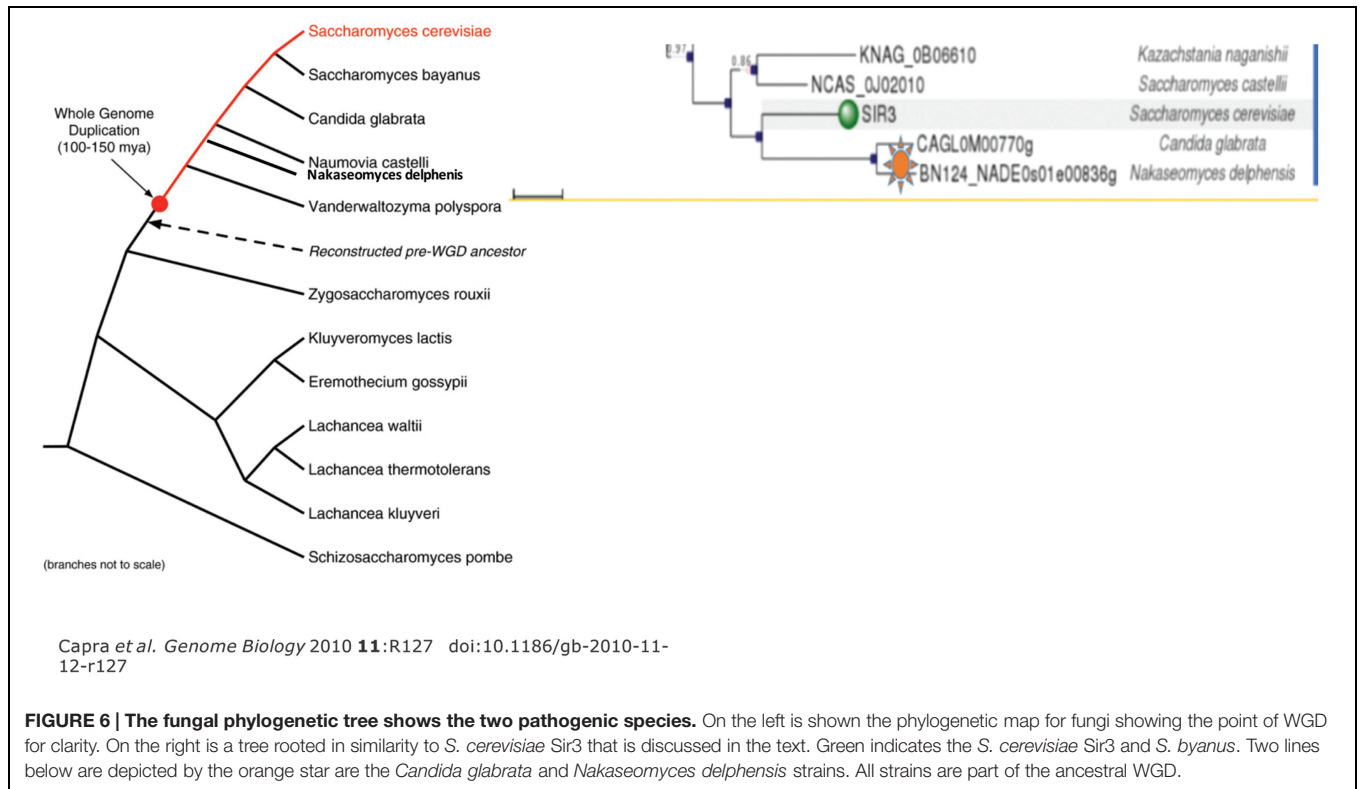 Saccharomyces cerevisiae
Saccharomyces bayanus
Whole Genome
Duplication
(100-150 mya)
Candida glabrata
Naumovia castelli
Nakaseomyces delphenis
Vanderwaltozyma polyspora
Reconstructed pre-WGD ancestor
Zygosaccharomyces rouxii
Kluyveromyces lactis
Eremothecium gossypii
Lachancea waltii
Lachancea thermotolerans
Lachancea kluyveri
Schizosaccharomyces pombe
(branches not to scale)
0.97
0.86
KNAG_0B06610 Kazachstania naganishii
NCAS_0J02010 Saccharomyces castellii
SIR3 Saccharomyces cerevisiae
CAGL0M00770g Candida glabrata
BN124_NADE0s01e00836g Nakaseomyces delphensis
Capra et al. Genome Biology 2010 11:R127 doi:10.1186/gb-2010-11-
12-r127
FIGURE 6 | The fungal phylogenetic tree shows the two pathogenic species. On the left is shown the phylogenetic map for fungi showing the point of WGD
for clarity. On the right is a tree rooted in similarity to S. cerevisiae Sir3 that is discussed in the text. Green indicates the S. cerevisiae Sir3 and S. byanus. Two lines
below are depicted by the orange star are the Candida glabrata and Nakaseomyces delphensis strains. All strains are part of the ancestral WGD.